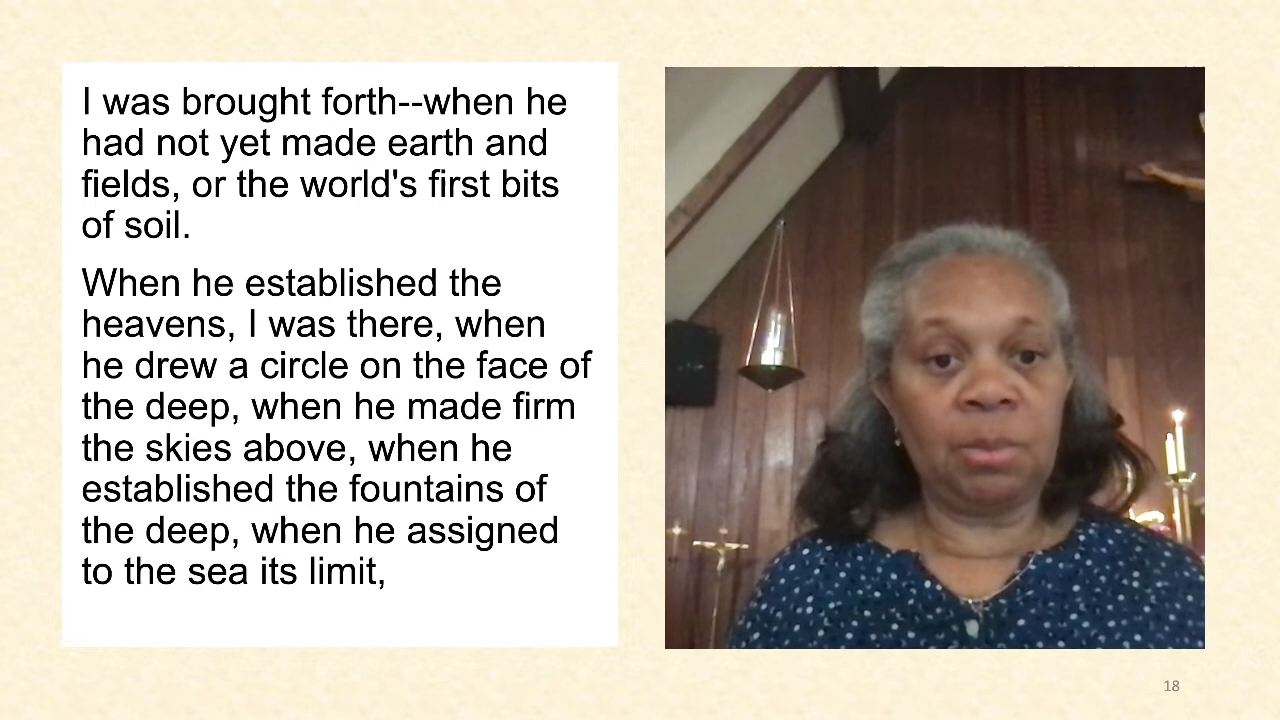 I was brought forth--when he
had not yet made earth and
fields, or the world's first bits
of soil.
When he established the
heavens, I was there, when
he drew a circle on the face of
the deep, when he made firm
the skies above, when he
established the fountains of
the deep, when he assigned
to the sea its limit,
18